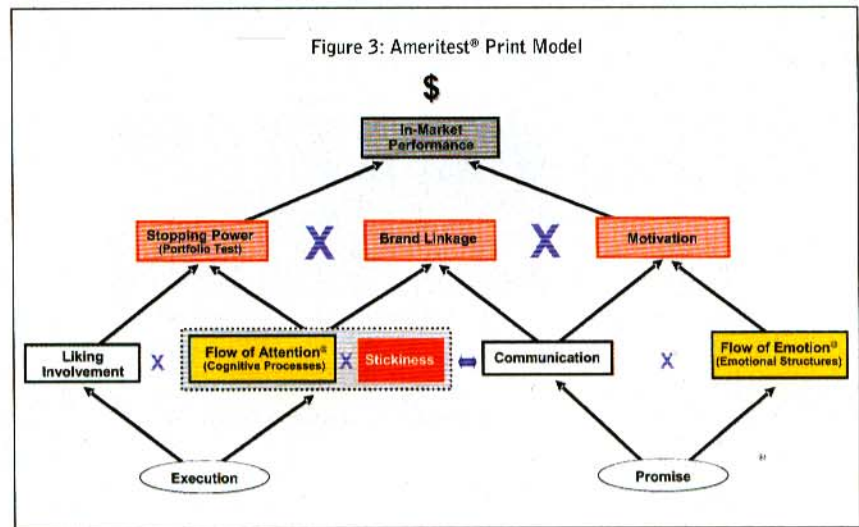 Figure 3: Ameritest® Print Model
$
In-Market
Performance
Stopping Power
(Portfolio Test)
X
Brand Linkage
X
Motivation
Liking
Involvement
X
Flow of Attention®
(Cognitive Processes)
X
Stickiness
Communication
X
Flow of Emotion®
(Emotional Structures)
Execution
Promise